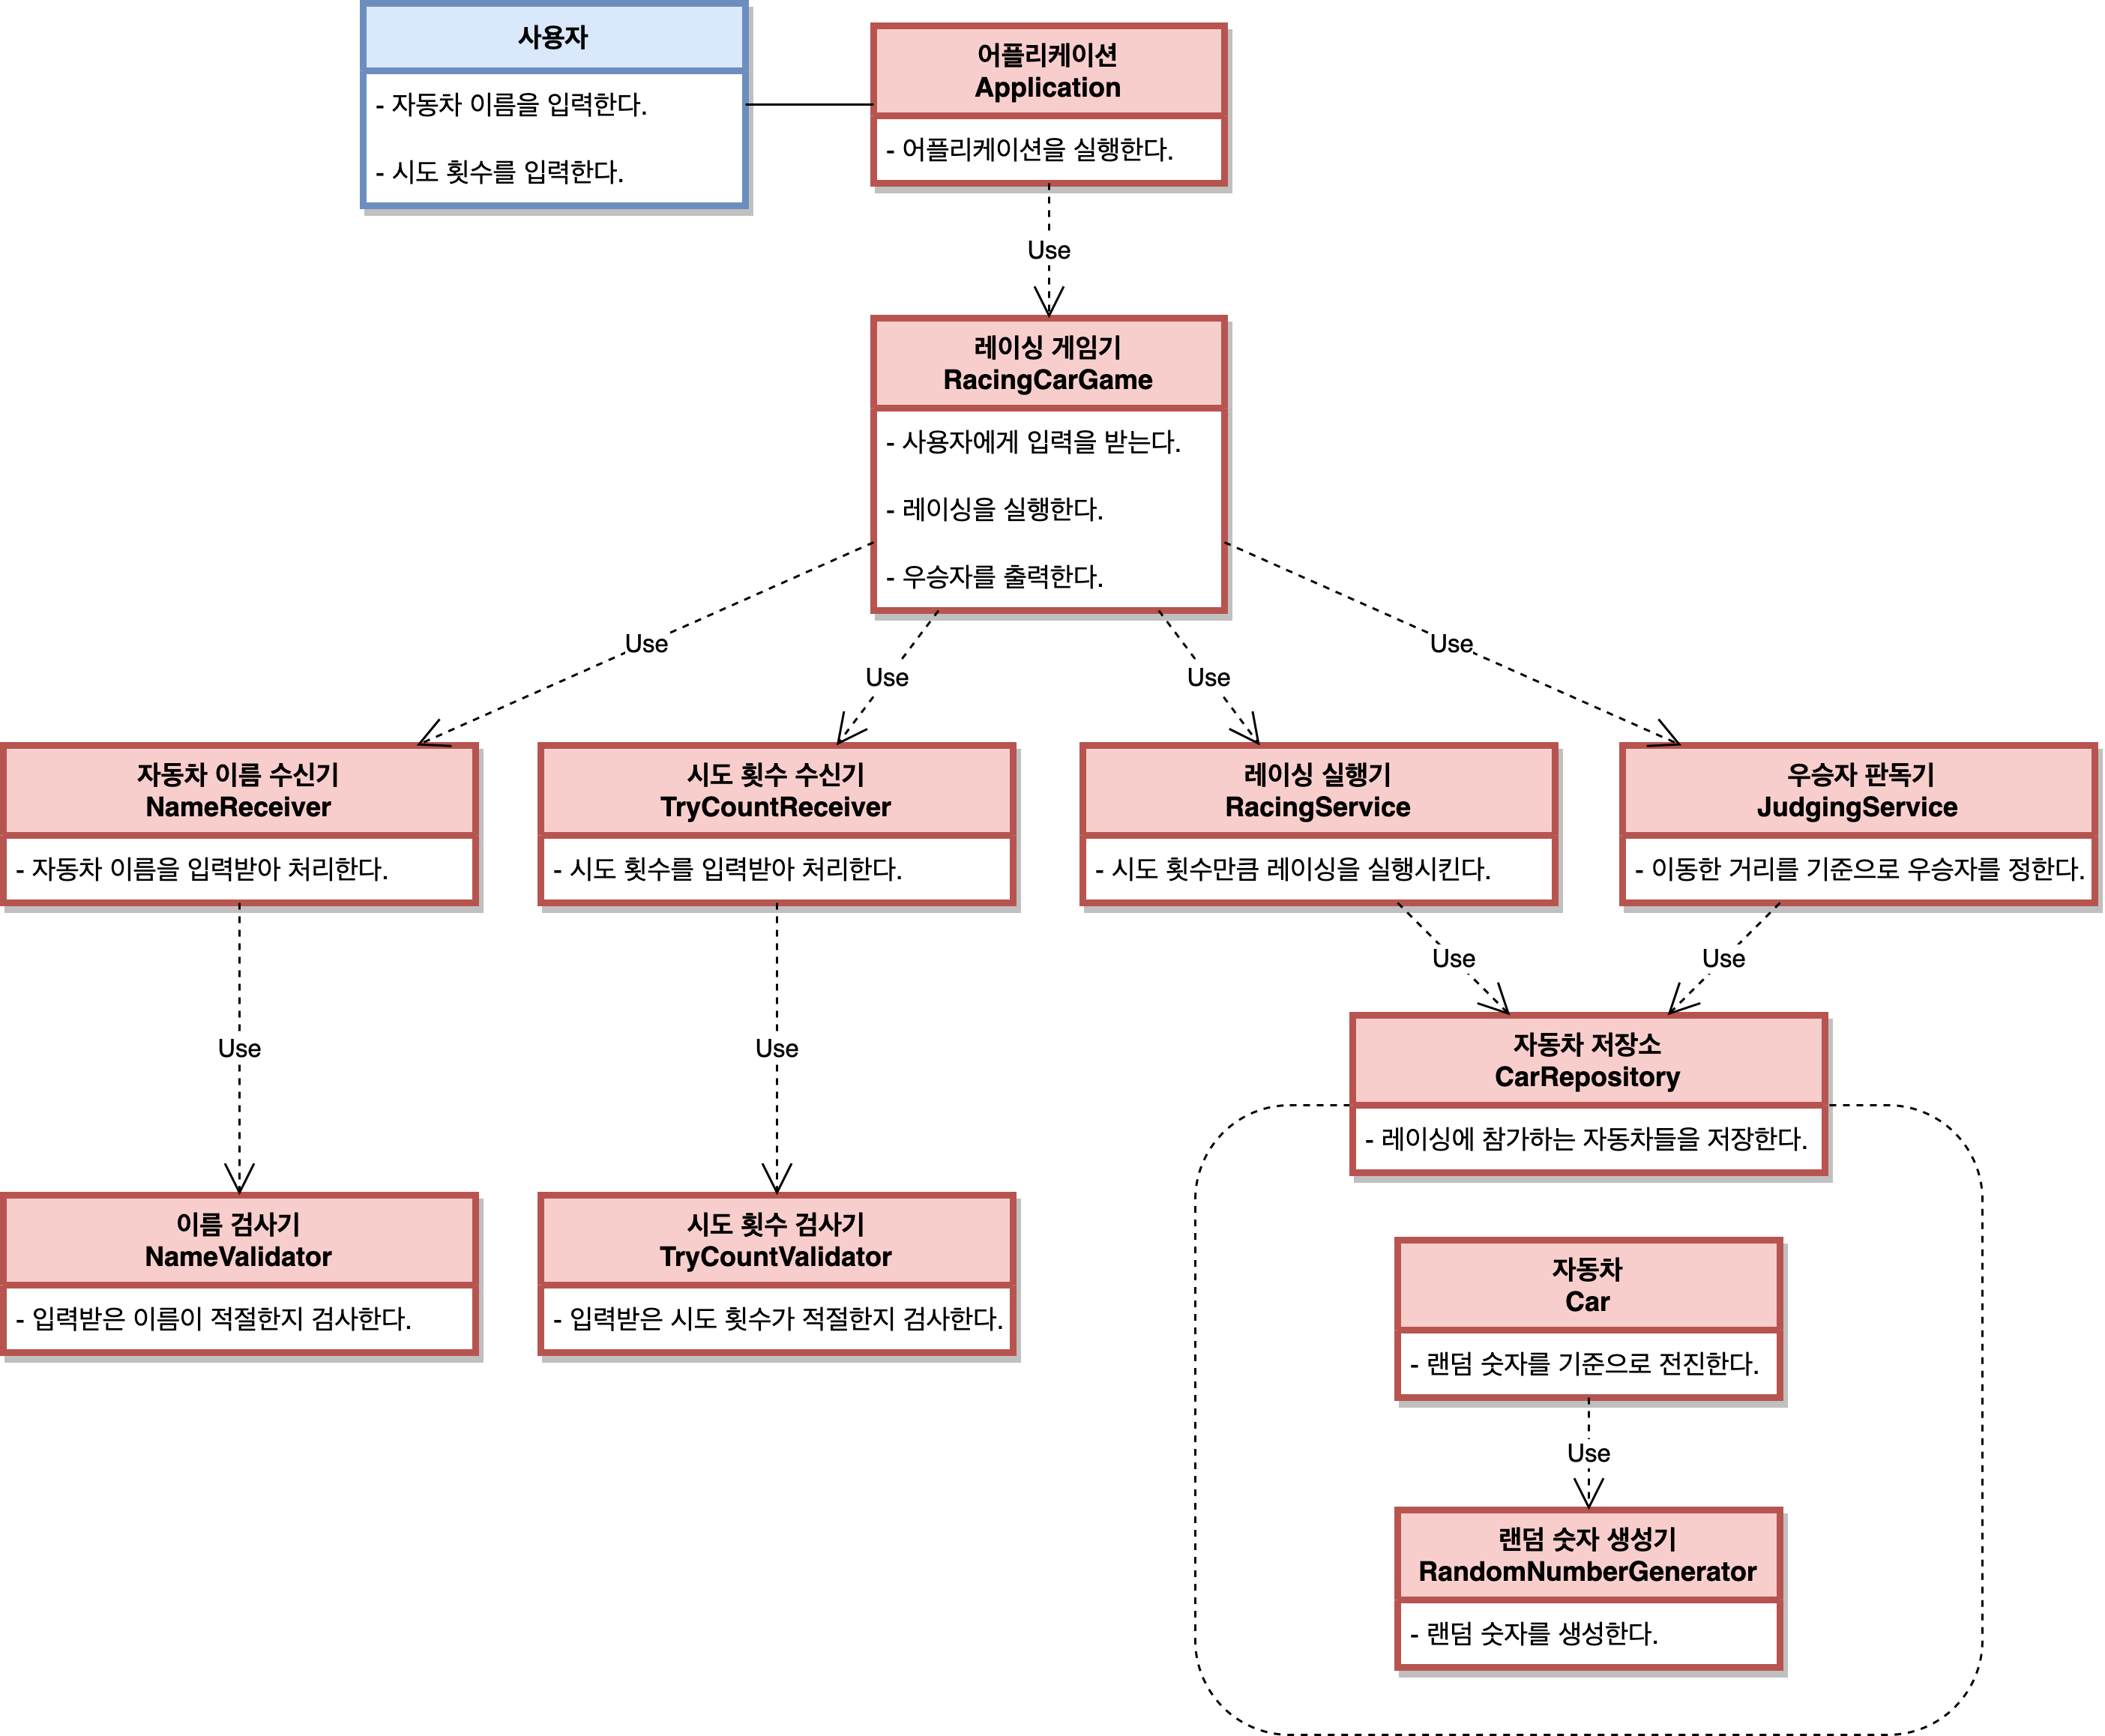 사용자
- 자동차 이름을 입력한다.
- 시도 횟수를 입력한다.
어플리케이션
Application
- 어플리케이션을 실행한다.
Use
레이싱 게임기
RacingCarGame
- 사용자에게 입력을 받는다.
- 레이싱을 실행한다.
- 우승자를 출력한다.
Use
Use
Use
Use
자동차 이름 수신기
NameReceiver
- 자동차 이름을 입력받아 처리한다.
시도 횟수 수신기
TryCountReceiver
- 시도 횟수를 입력받아 처리한다.
레이싱 실행기
RacingService
- 시도 횟수만큼 레이싱을 실행시킨다.
우승자 판독기
JudgingService
- 이동한 거리를 기준으로 우승자를 정한다.
Use
Use
Use
Use
자동차 저장소
CarRepository
- 레이싱에 참가하는 자동차들을 저장한다.
이름 검사기
NameValidator
- 입력받은 이름이 적절한지 검사한다.
시도 횟수 검사기
TryCountValidator
- 입력받은 시도 횟수가 적절한지 검사한다.
자동차
Car
- 랜덤 숫자를 기준으로 전진한다.
Use
랜덤 숫자 생성기
RandomNumberGenerator
- 랜덤 숫자를 생성한다.